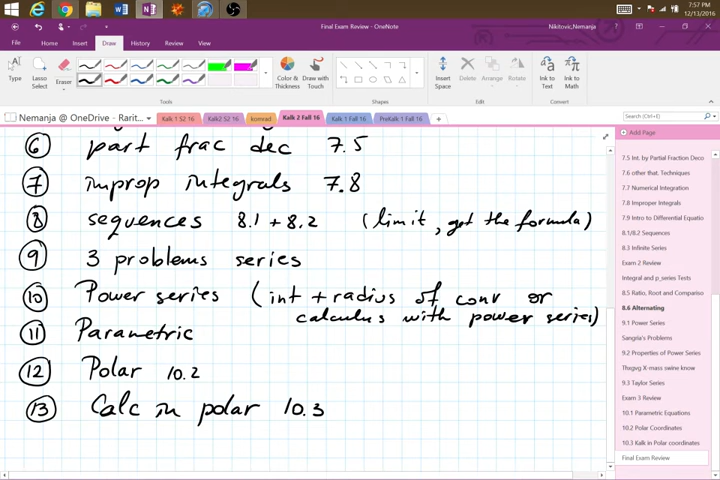 7:57 PM
12/13/2016
Final Exam Review - OneNote
Nikitovic,Nemanja
File Home Insert Draw History Review View
Type
Lasso Select
Eraser
Color & Thickness
Draw with Touch
Insert Space
Delete
Arrange
Rotate
Ink to Text
Ink to Math
Tools
Shapes
Edit
Convert
Nemanja @ OneDrive - Rarit...
Kalk 1 S2 16
Kalk2 S2 16
komrad
Kalk 2 Fall 16
Kalk 1 Fall 16
PreKalk 1 Fall 16
+
Search (Ctrl+E)
6 part frac dec 7.5
7 improp integrals 7.8
8 sequences 8.1 + 8.2 (limit, get the formula)
9 3 problems series
10 Power series (int + radius of conv or
calculus with power series)
11 Parametric
12 Polar 10.2
13 Calc in polar 10.3
Add Page
7.5 Int. by Partial Fraction Deco
7.6 other that. Techniques
7.7 Numerical Integration
7.8 Improper Integrals
7.9 Intro to Differential Equatio
8.1/8.2 Sequences
8.3 Infinite Series
Exam 2 Review
Integral and p_series Tests
8.5 Ratio, Root and Compariso
8.6 Alternating
9.1 Power Series
Sangria's Problems
9.2 Properties of Power Series
Thxgvg X-mass swine know
9.3 Taylor Series
Exam 3 Review
10.1 Parametric Equations
10.2 Polar Coordinates
10.3 Kalk in Polar coordinates
Final Exam Review